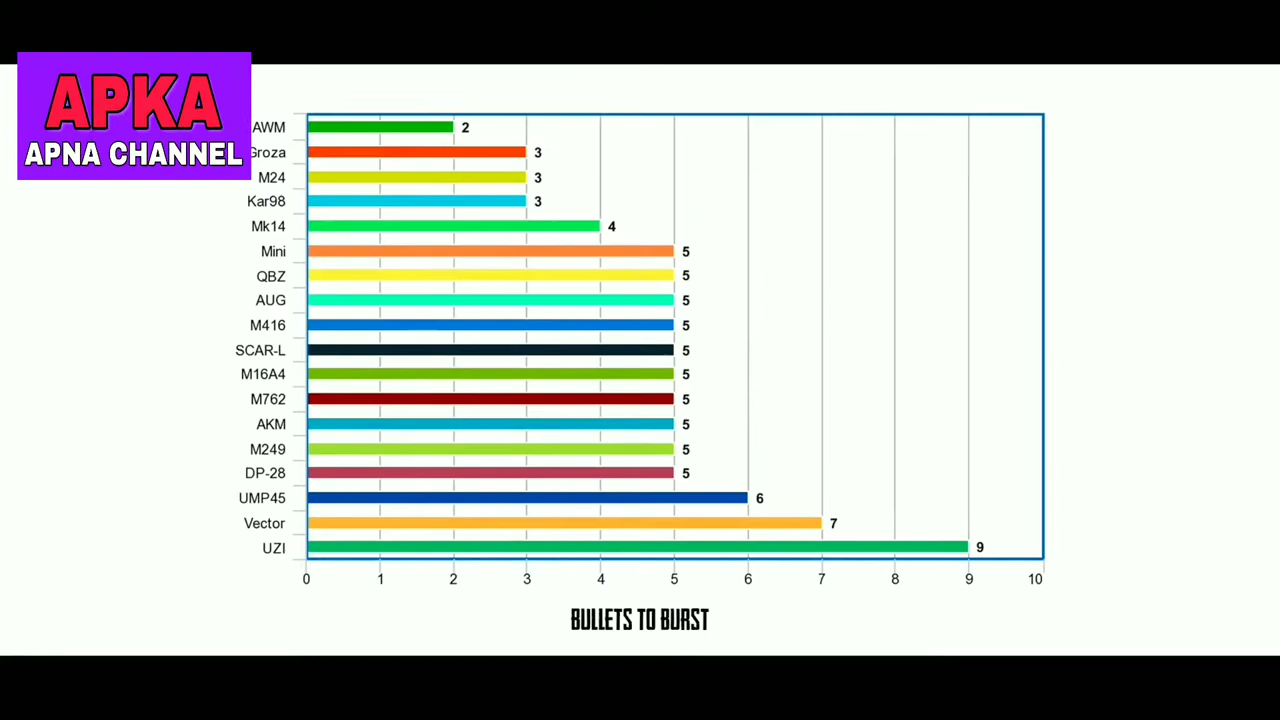 APKA
APNA CHANNEL
AWM 2
Groza 3
M24 3
Kar98 3
Mk14 4
Mini 5
QBZ 5
AUG 5
M416 5
SCAR-L 5
M16A4 5
M762 5
AKM 5
M249 5
DP-28 5
UMP45 6
Vector 7
UZI 9
0 1 2 3 4 5 6 7 8 9 10
BULLETS TO BURST